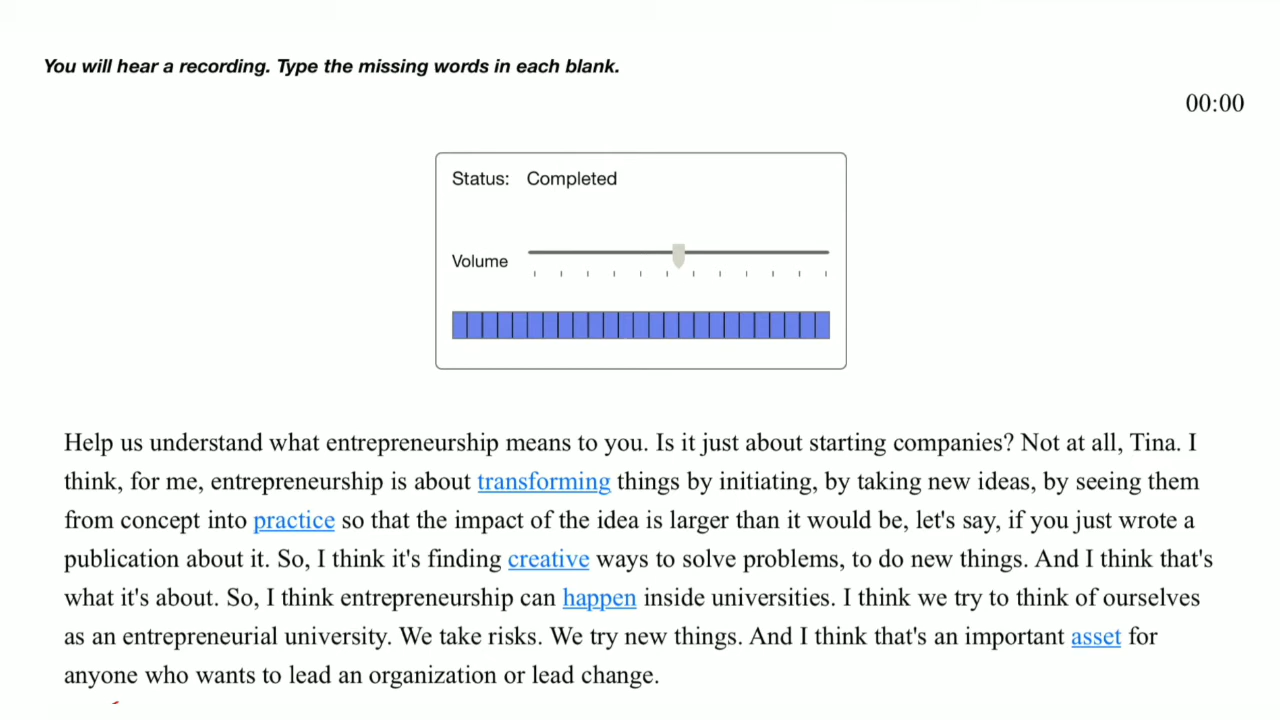 You will hear a recording. Type the missing words in each blank.
00:00
Status: Completed
Volume
Help us understand what entrepreneurship means to you. Is it just about starting companies? Not at all, Tina. I
think, for me, entrepreneurship is about transforming things by initiating, by taking new ideas, by seeing them
from concept into practice so that the impact of the idea is larger than it would be, let's say, if you just wrote a
publication about it. So, I think it's finding creative ways to solve problems, to do new things. And I think that's
what it's about. So, I think entrepreneurship can happen inside universities. I think we try to think of ourselves
as an entrepreneurial university. We take risks. We try new things. And I think that's an important asset for
anyone who wants to lead an organization or lead change.